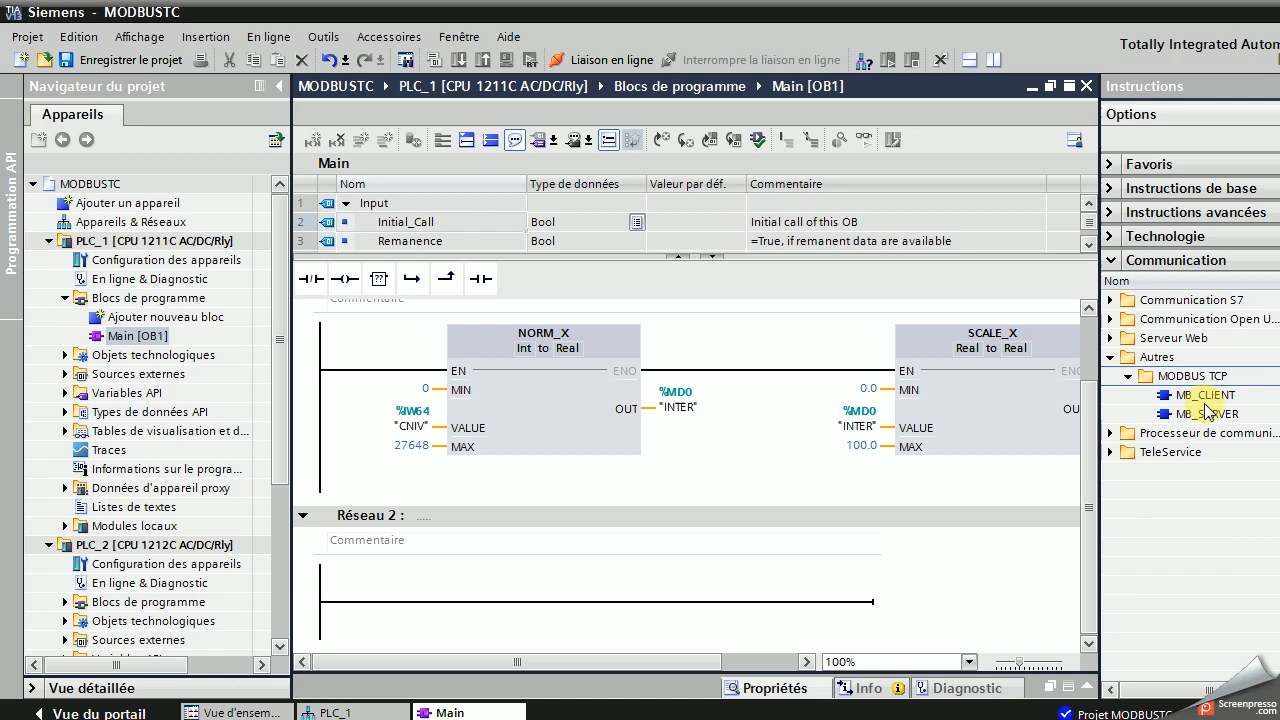 TIA
V13
Siemens - MODBUSTC
Projet Edition Affichage Insertion En ligne Outils Accessoires Fenêtre Aide
Totally Integrated Autom
Enregistrer le projet
Liaison en ligne
Interrompre la liaison en ligne
Navigateur du projet
MODBUSTC PLC_1 [CPU 1211C AC/DC/Rly] Blocs de programme Main [OB1]
Instructions
Appareils
Options
Programmation API
Main
Nom Type de données Valeur par déf. Commentaire
1 Input
2 Initial_Call Bool Initial call of this OB
3 Remanence Bool =True, if remanent data are available
MODBUSTC
Ajouter un appareil
Appareils & Réseaux
PLC_1 [CPU 1211C AC/DC/Rly]
Configuration des appareils
En ligne & Diagnostic
Blocs de programme
Ajouter nouveau bloc
Main [OB1]
Objets technologiques
Sources externes
Variables API
Types de données API
Tables de visualisation et d...
Traces
Informations sur le progra...
Données d'appareil proxy
Listes de textes
Modules locaux
PLC_2 [CPU 1212C AC/DC/Rly]
Configuration des appareils
En ligne & Diagnostic
Blocs de programme
Objets technologiques
Sources externes
Vue détaillée
??
Commentaire
NORM_X
Int to Real
EN ENO
0 MIN
%IW64
"CNIV" VALUE
27648 MAX
OUT
%MD0
"INTER"
SCALE_X
Real to Real
EN ENO
0.0 MIN
%MD0
"INTER" VALUE
100.0 MAX
OU
Réseau 2 : .....
Commentaire
100%
Propriétés Info Diagnostic
Favoris
Instructions de base
Instructions avancées
Technologie
Communication
Nom
Communication S7
Communication Open U...
Serveur Web
Autres
MODBUS TCP
MB_CLIENT
MB_SERVER
Processeur de communi...
TeleService
Vue du portail
Vue d'ensem...
PLC_1
Main
Projet MODBUSTC
Screenpresso
.com